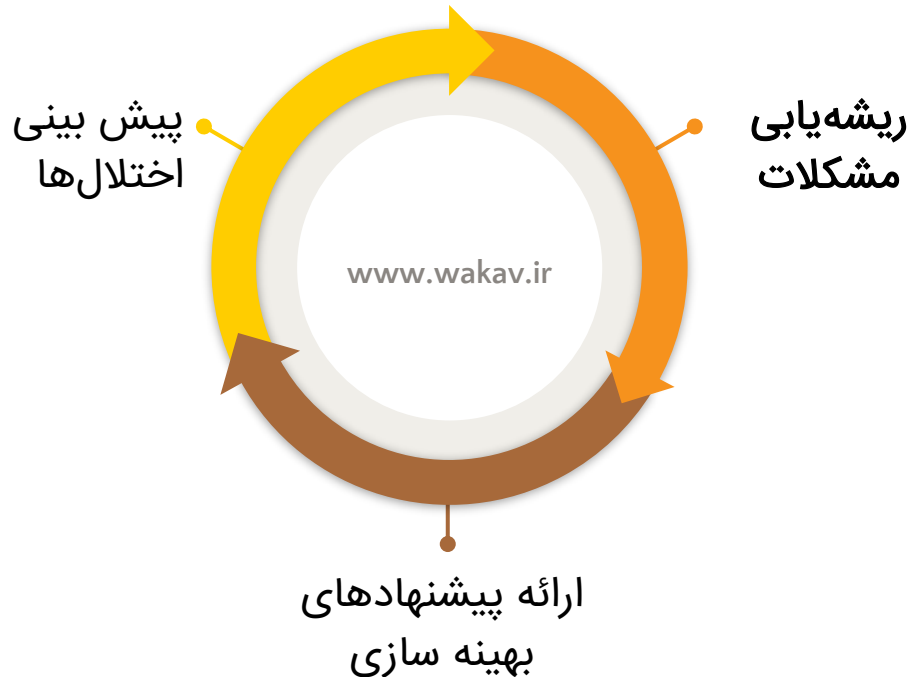 ریشه‌یابی
مشکلات
پیش بینی
اختلال‌ها
www.wakav.ir
ارائه پیشنهادهای
بهینه سازی